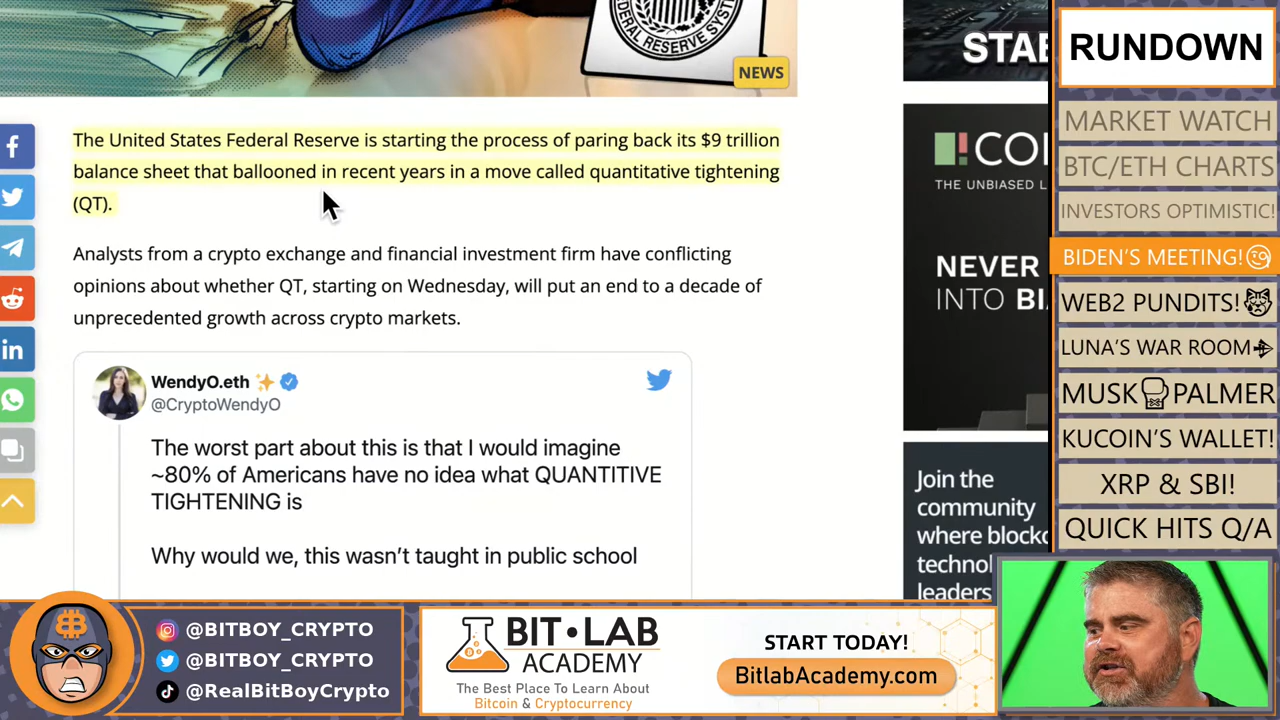 FEDERAL RESERVE SYSTEM
NEWS
The United States Federal Reserve is starting the process of paring back its $9 trillion
balance sheet that ballooned in recent years in a move called quantitative tightening
(QT).
Analysts from a crypto exchange and financial investment firm have conflicting
opinions about whether QT, starting on Wednesday, will put an end to a decade of
unprecedented growth across crypto markets.
WendyO.eth
@CryptoWendyO
The worst part about this is that I would imagine
~80% of Americans have no idea what QUANTITIVE
TIGHTENING is
Why would we, this wasn't taught in public school
STAB
CO
THE UNBIASED L
NEVER
INTO BI
Join the
community
where blockc
technol
leaders
RUNDOWN
MARKET WATCH
BTC/ETH CHARTS
INVESTORS OPTIMISTIC!
BIDEN'S MEETING!
WEB2 PUNDITS!
LUNA'S WAR ROOM
MUSK PALMER
KUCOIN'S WALLET!
XRP & SBI!
QUICK HITS Q/A
@BITBOY_CRYPTO
@BITBOY_CRYPTO
@RealBitBoyCrypto
BIT•LAB
ACADEMY
The Best Place To Learn About
Bitcoin & Cryptocurrency
START TODAY!
BitlabAcademy.com